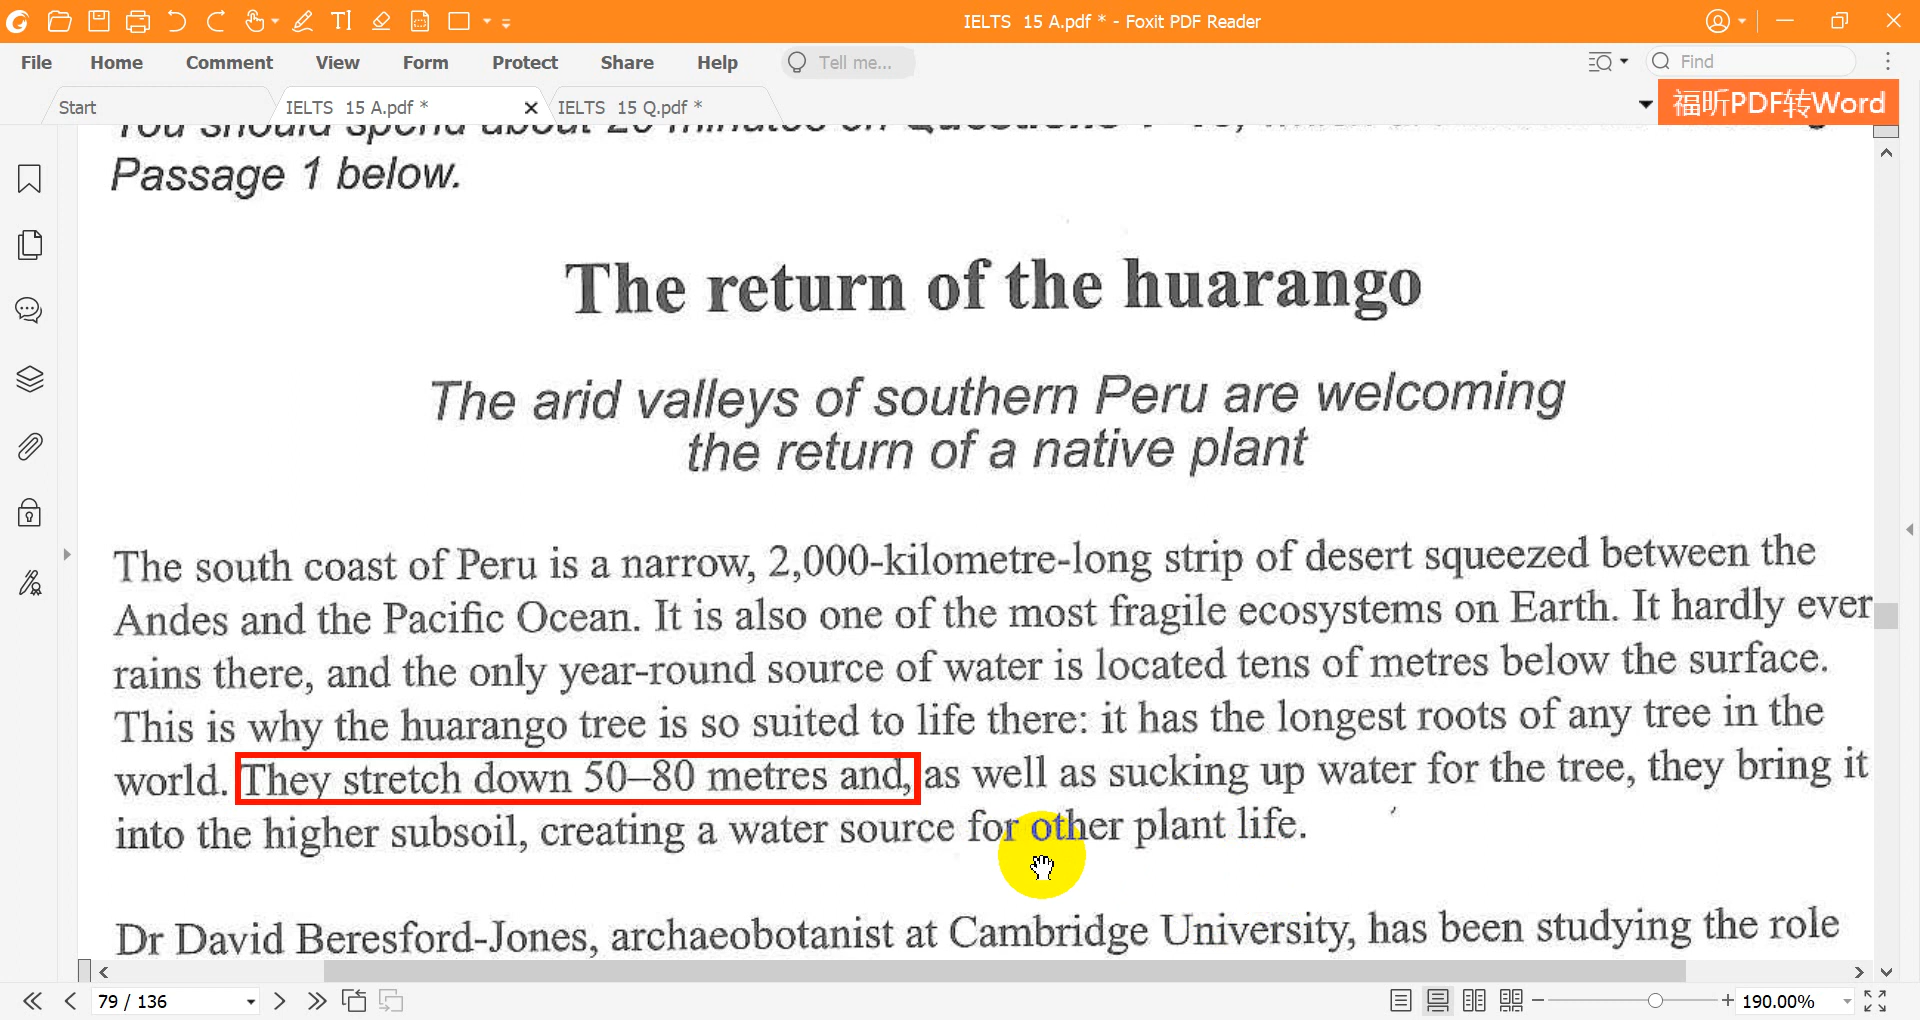 IELTS 15 A.pdf * - Foxit PDF Reader
File Home Comment View Form Protect Share Help Tell me... Find
Start IELTS 15 A.pdf * IELTS 15 Q.pdf * 福昕PDF转Word
You should spend about 20 minutes on Questions
Passage 1 below.
The return of the huarango
The arid valleys of southern Peru are welcoming
the return of a native plant
The south coast of Peru is a narrow, 2,000-kilometre-long strip of desert squeezed between the
Andes and the Pacific Ocean. It is also one of the most fragile ecosystems on Earth. It hardly ever
rains there, and the only year-round source of water is located tens of metres below the surface.
This is why the huarango tree is so suited to life there: it has the longest roots of any tree in the
world. They stretch down 50–80 metres and, as well as sucking up water for the tree, they bring it
into the higher subsoil, creating a water source for other plant life.
Dr David Beresford-Jones, archaeobotanist at Cambridge University, has been studying the role
79 / 136 190.00%